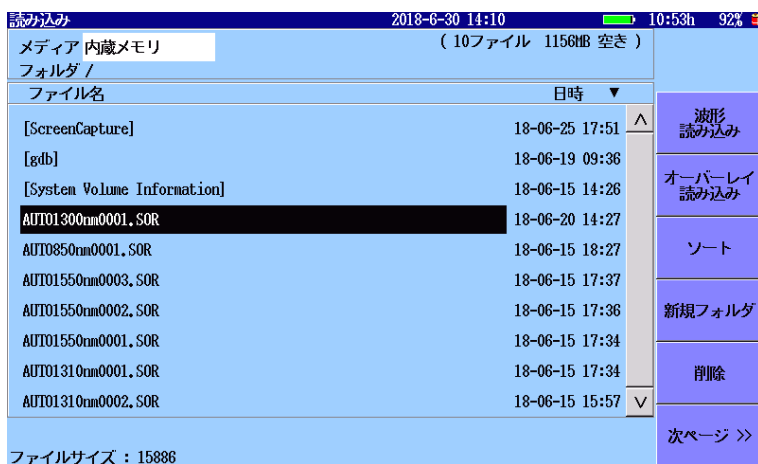 読み込み 2018-6-30 14:10 10:53h 92%
メディア 内蔵メモリ ( 10ファイル 1156MB 空き )
フォルダ /
ファイル名 日時 ▼
[ScreenCapture] 18-06-25 17:51
[gdb] 18-06-19 09:36
[System Volume Information] 18-06-15 14:26
AUTO1300nm0001.SOR 18-06-20 14:27
AUTO850nm0001.SOR 18-06-15 18:27
AUTO1550nm0003.SOR 18-06-15 17:37
AUTO1550nm0002.SOR 18-06-15 17:36
AUTO1550nm0001.SOR 18-06-15 17:34
AUTO1310nm0001.SOR 18-06-15 17:34
AUTO1310nm0002.SOR 18-06-15 15:57
ファイルサイズ : 15886
波形
読み込み
オーバーレイ
読み込み
ソート
新規フォルダ
削除
次ページ >>